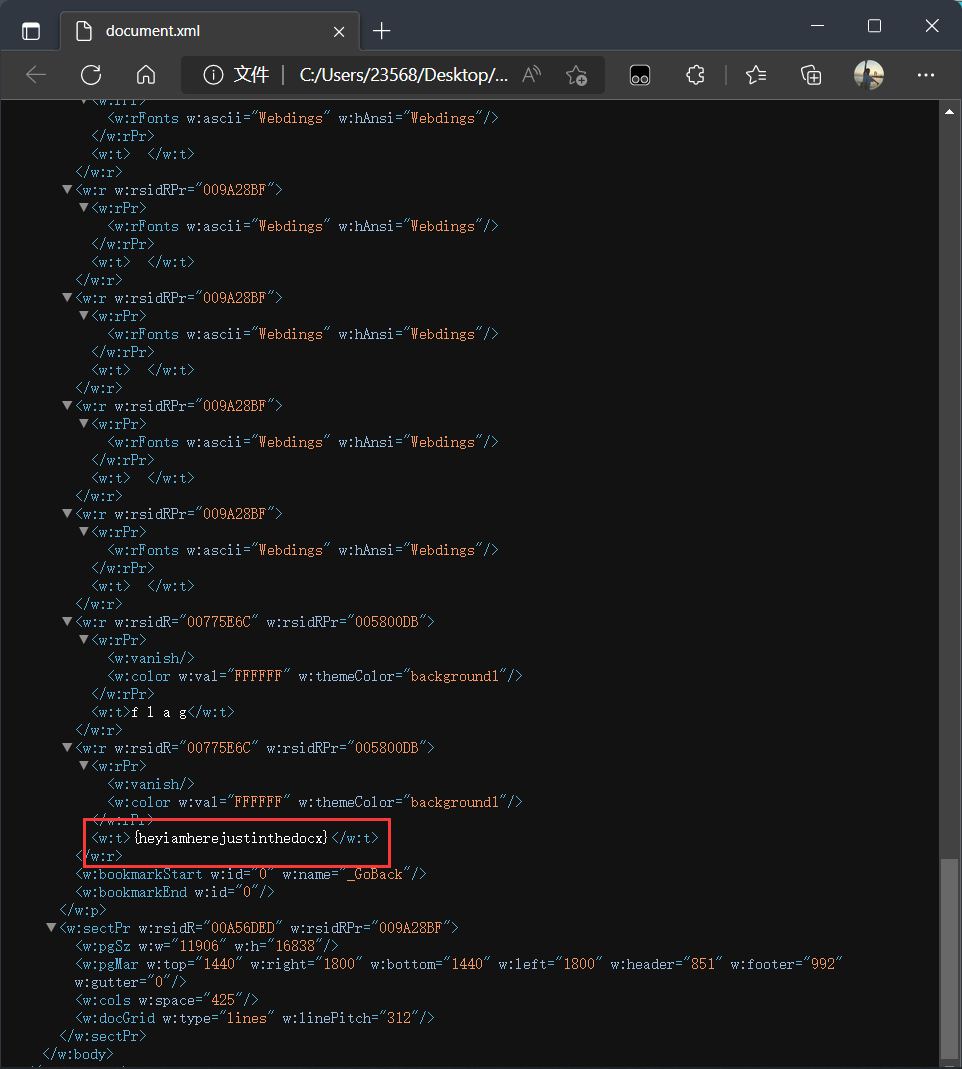 document.xml
文件 | C:/Users/23568/Desktop/...
<w:rFonts w:ascii="Webdings" w:hAnsi="Webdings"/>
</w:rPr>
<w:t>  </w:t>
</w:r>
▼<w:r w:rsidRPr="009A28BF">
▼<w:rPr>
<w:rFonts w:ascii="Webdings" w:hAnsi="Webdings"/>
</w:rPr>
<w:t>  </w:t>
</w:r>
▼<w:r w:rsidRPr="009A28BF">
▼<w:rPr>
<w:rFonts w:ascii="Webdings" w:hAnsi="Webdings"/>
</w:rPr>
<w:t>  </w:t>
</w:r>
▼<w:r w:rsidRPr="009A28BF">
▼<w:rPr>
<w:rFonts w:ascii="Webdings" w:hAnsi="Webdings"/>
</w:rPr>
<w:t>  </w:t>
</w:r>
▼<w:r w:rsidRPr="009A28BF">
▼<w:rPr>
<w:rFonts w:ascii="Webdings" w:hAnsi="Webdings"/>
</w:rPr>
<w:t>  </w:t>
</w:r>
▼<w:r w:rsidR="00775E6C" w:rsidRPr="005800DB">
▼<w:rPr>
<w:vanish/>
<w:color w:val="FFFFFF" w:themeColor="background1"/>
</w:rPr>
<w:t>f l a g</w:t>
</w:r>
▼<w:r w:rsidR="00775E6C" w:rsidRPr="005800DB">
▼<w:rPr>
<w:vanish/>
<w:color w:val="FFFFFF" w:themeColor="background1"/>
</w:rPr>
<w:t>{heyiamherejustinthedocx}</w:t>
</w:r>
<w:bookmarkStart w:id="0" w:name="_GoBack"/>
<w:bookmarkEnd w:id="0"/>
</w:p>
▼<w:sectPr w:rsidR="00A56DED" w:rsidRPr="009A28BF">
<w:pgSz w:w="11906" w:h="16838"/>
<w:pgMar w:top="1440" w:right="1800" w:bottom="1440" w:left="1800" w:header="851" w:footer="992"
w:gutter="0"/>
<w:cols w:space="425"/>
<w:docGrid w:type="lines" w:linePitch="312"/>
</w:sectPr>
</w:body>